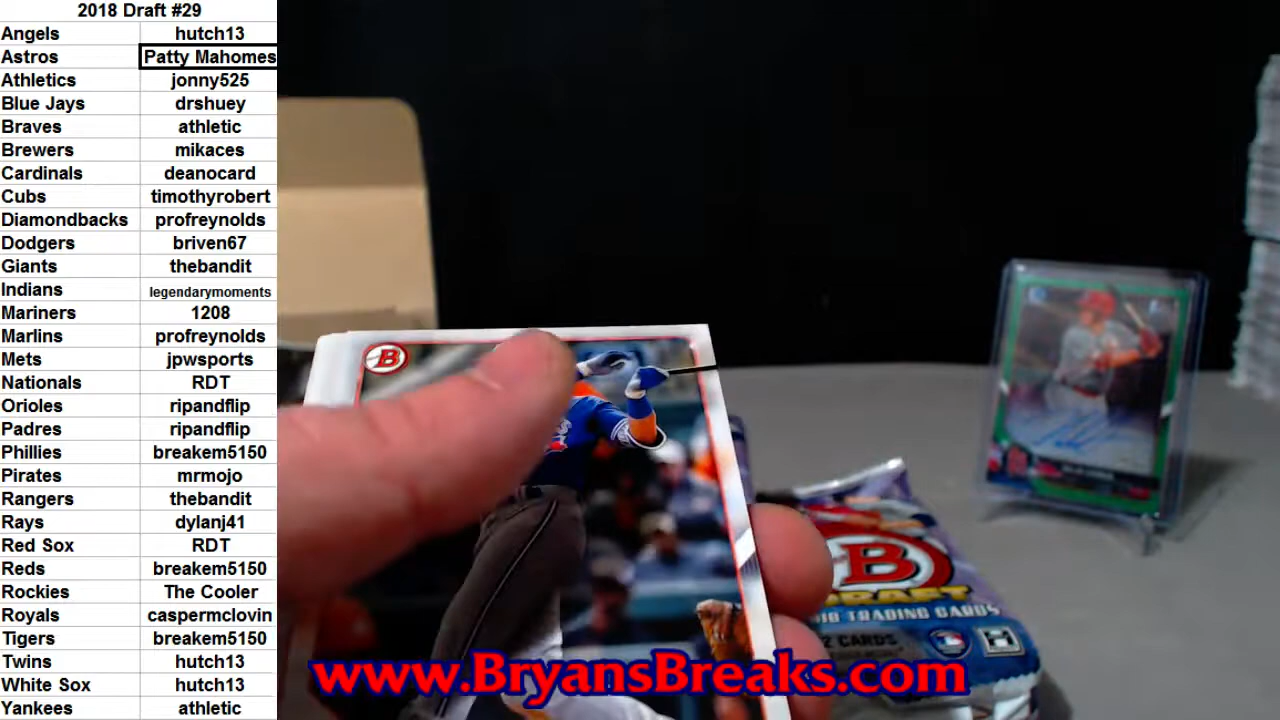 2018 Draft #29
Angels hutch13
Astros Patty Mahomes
Athletics jonny525
Blue Jays drshuey
Braves athletic
Brewers mikaces
Cardinals deanocard
Cubs timothyrobert
Diamondbacks profreynolds
Dodgers briven67
Giants thebandit
Indians legendarymoments
Mariners 1208
Marlins profreynolds
Mets jpwsports
Nationals RDT
Orioles ripandflip
Padres ripandflip
Phillies breakem5150
Pirates mrmojo
Rangers thebandit
Rays dylanj41
Red Sox RDT
Reds breakem5150
Rockies The Cooler
Royals caspermclovin
Tigers breakem5150
Twins hutch13
White Sox hutch13
Yankees athletic
B
B
DRAFT
TRADING CARDS
CARDS
www.BryansBreaks.com